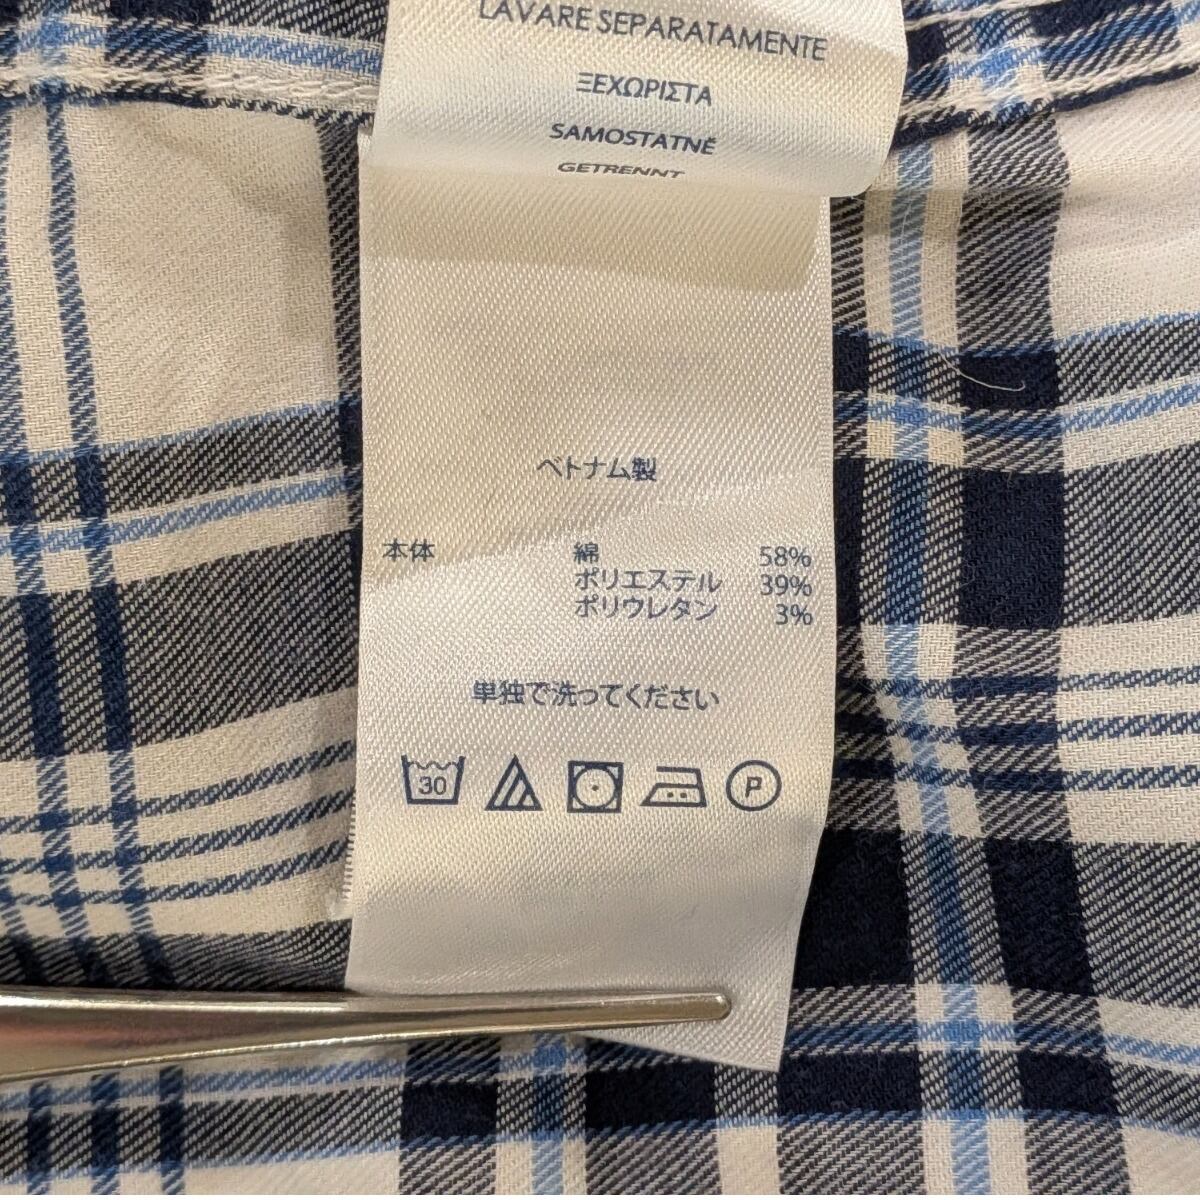 LAVARE SEPARATAMENTE
ΞΕΧΩΡΙΣΤΑ
SAMOSTATNĚ
GETRENNT
ベトナム製
本体 綿 58%
ポリエステル 39%
ポリウレタン 3%
単独で洗ってください
30 P